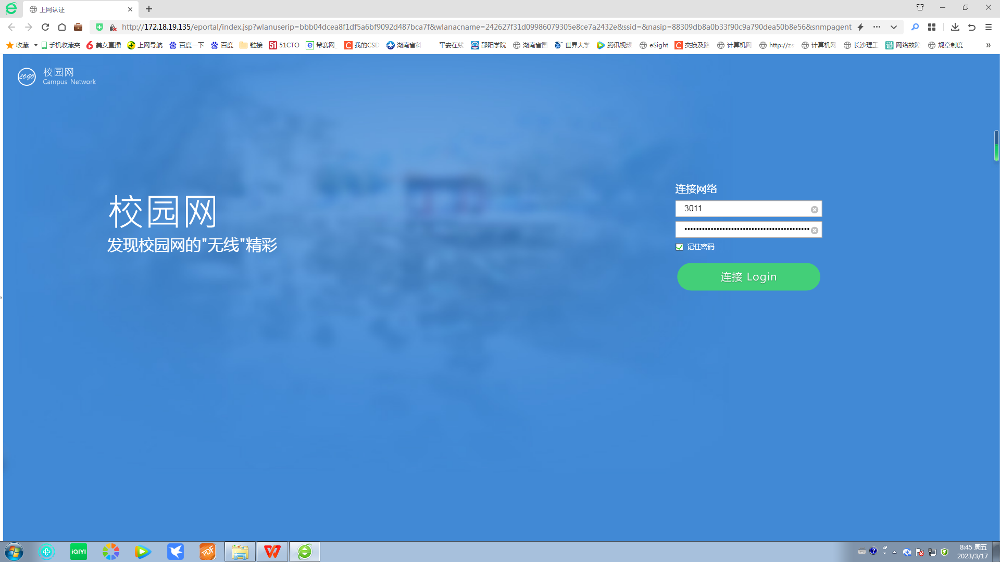 上网认证
http://172.18.19.135/eportal/index.jsp?wlanuserip=bbb04dcea8f1df5a6bf9092d487bca7f&wlanacname=242627f31d09986079305e8ce7a2432e&ssid=&nasip=88309db8a0b33f90c9a790dea50b8e56&snmpagent
收藏 手机收藏夹 美女直播 上网导航 百度一下 百度 链接 51CTO 希赛网 我的CSD 湖南省科 平安在线 邵阳学院 湖南省国 世界大学 腾讯视频 eSight 交换及路 计算机网 http://zs 计算机网 长沙理工 网络故障 规章制度
LOGO
校园网
Campus Network
校园网
发现校园网的"无线"精彩
连接网络
3011
记住密码
连接 Login
iQIYI
PDF
8:45 周五
2023/3/17